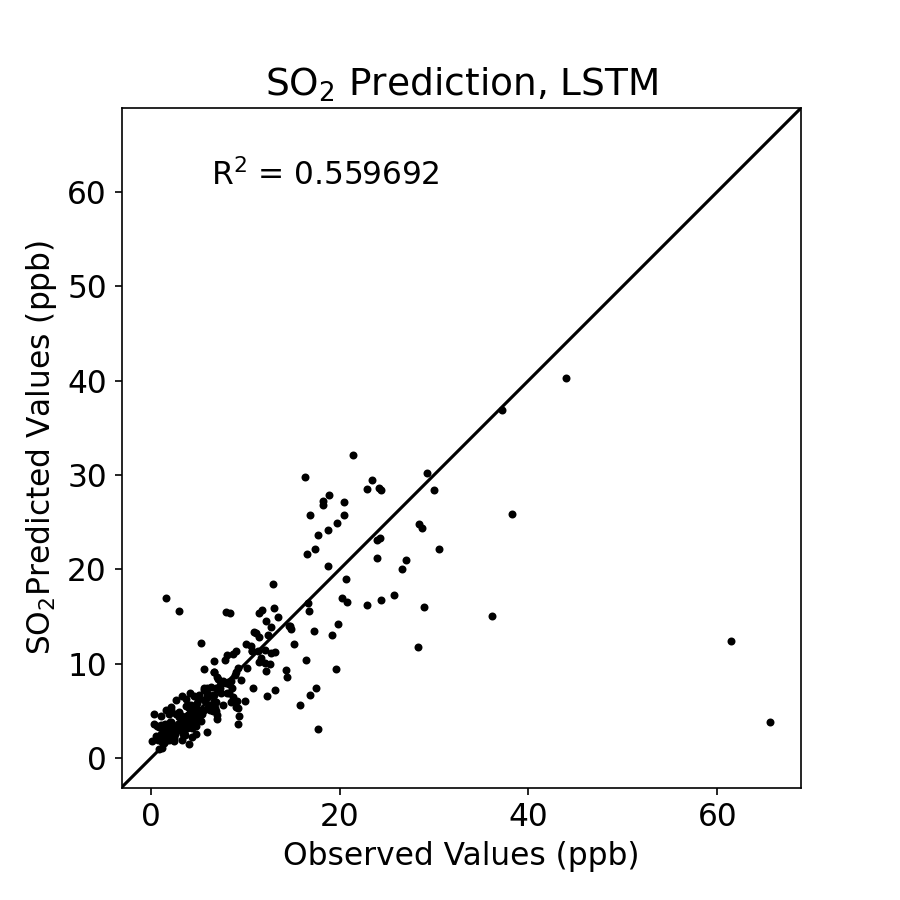 SO₂ Prediction, LSTM
R² = 0.559692
60
50
40
30
20
10
0
SO₂Predicted Values (ppb)
0 20 40 60
Observed Values (ppb)